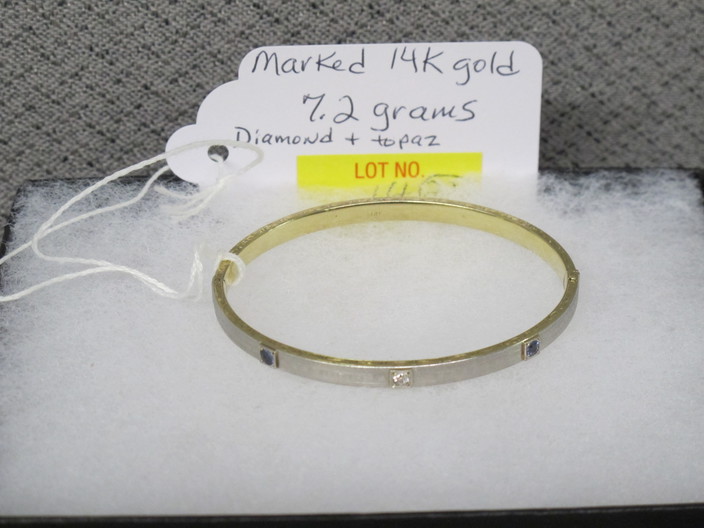 Marked 14K gold
7.2 grams
Diamond + topaz
LOT NO.